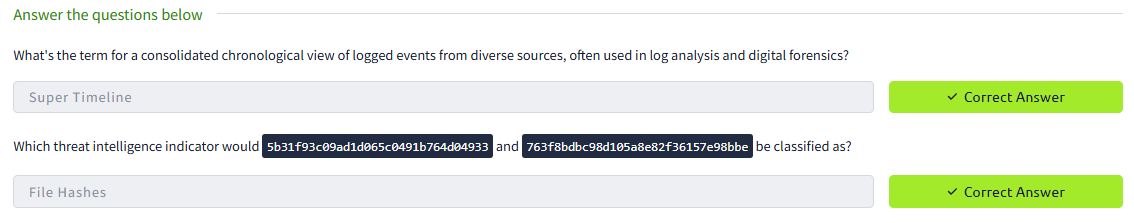 Answer the questions below
What's the term for a consolidated chronological view of logged events from diverse sources, often used in log analysis and digital forensics?
Super Timeline
✓ Correct Answer
Which threat intelligence indicator would 5b31f93c09ad1d065c0491b764d04933 and 763f8bdbc98d105a8e82f36157e98bbe be classified as?
File Hashes
✓ Correct Answer